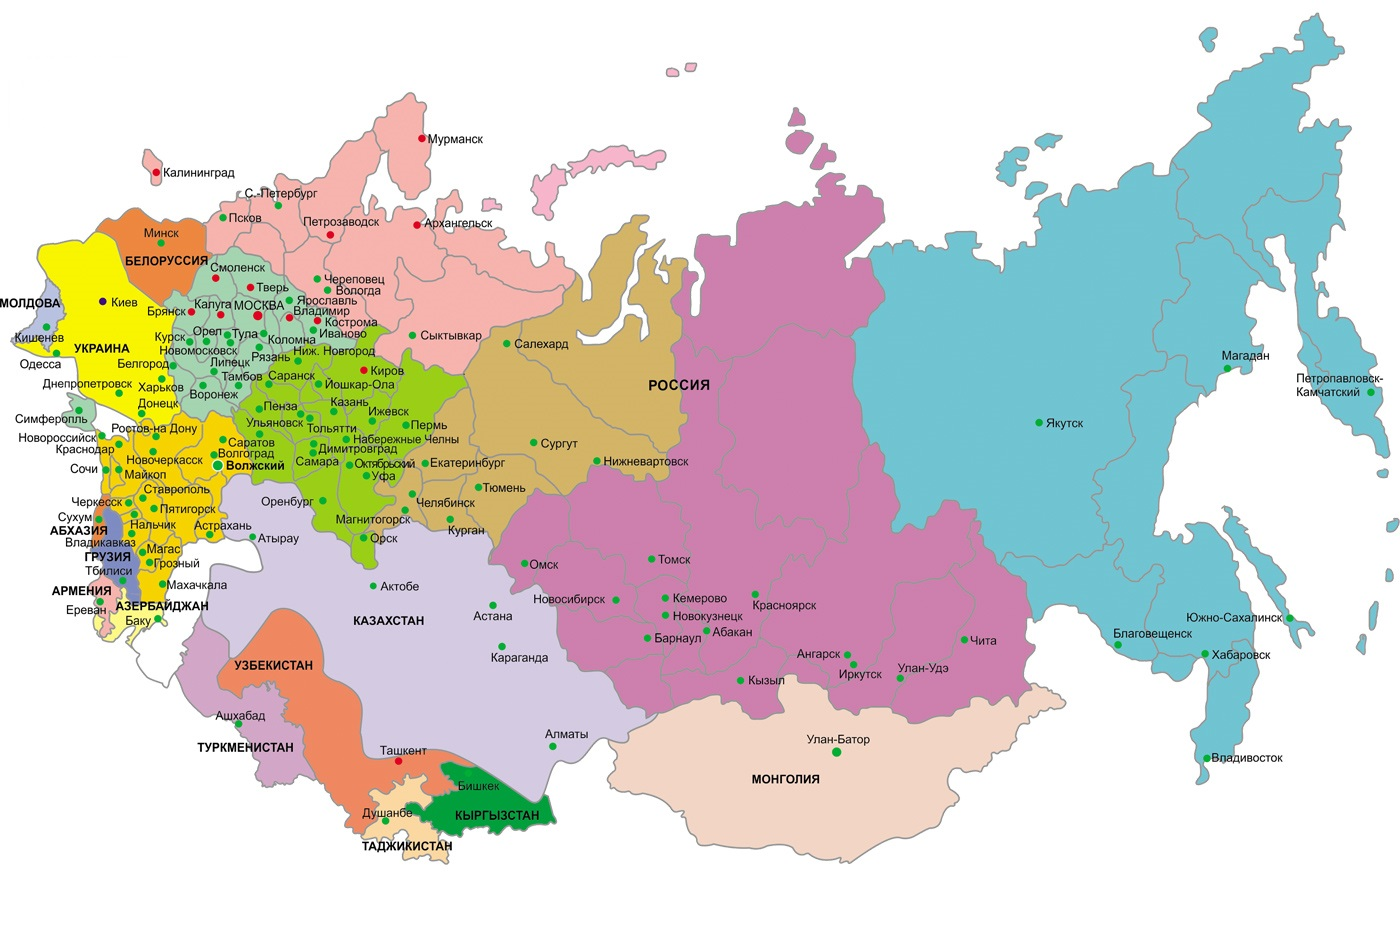 Мурманск
Калининград
С.-Петербург
Псков
Петрозаводск
Архангельск
Минск
БЕЛОРУССИЯ
Смоленск
Череповец
Тверь
Вологда
МОЛДОВА
Киев
Ярославль
Калуга
МОСКВА
Владимир
Брянск
Кострома
Кишенев
Орел
Тула
Иваново
Сыктывкар
Курск
Коломна
Салехард
УКРАИНА
Новомосковск
Рязань
Ниж. Новгород
Магадан
Одесса
Белгород
Липецк
Киров
Тамбов
Саранск
Днепропетровск
Харьков
Йошкар-Ола
РОССИЯ
Петропавловск-
Камчатский
Воронеж
Донецк
Пенза
Казань
Ижевск
Симферопль
Ульяновск
Тольятти
Пермь
Якутск
Ростов-на Дону
Новороссийск
Саратов
Набережные Челны
Краснодар
Димитровград
Сургут
Волгоград
Новочеркасск
Самара
Октябрьский
Екатеринбург
Нижневартовск
Волжский
Сочи
Майкоп
Уфа
Ставрополь
Тюмень
Черкесск
Оренбург
Челябинск
Пятигорск
Сухум
Магнитогорск
Нальчик
Астрахань
АБХАЗИЯ
Курган
Владикавказ
Атырау
Орск
Магас
ГРУЗИЯ
Грозный
Тбилиси
Омск
Томск
Махачкала
Актобе
АРМЕНИЯ
Новосибирск
Кемерово
Красноярск
Ереван
АЗЕРБАЙДЖАН
Астана
Новокузнецк
Баку
КАЗАХСТАН
Южно-Сахалинск
Барнаул
Абакан
Благовещенск
Чита
Караганда
Ангарск
Хабаровск
УЗБЕКИСТАН
Иркутск
Улан-Удэ
Кызыл
Ашхабад
Алматы
Улан-Батор
ТУРКМЕНИСТАН
Ташкент
Владивосток
МОНГОЛИЯ
Бишкек
Душанбе
КЫРГЫЗСТАН
ТАДЖИКИСТАН